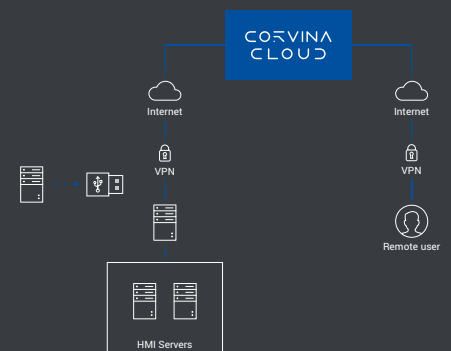 CORVINA
CLOUD
Internet
Internet
VPN
VPN
Remote user
HMI Servers